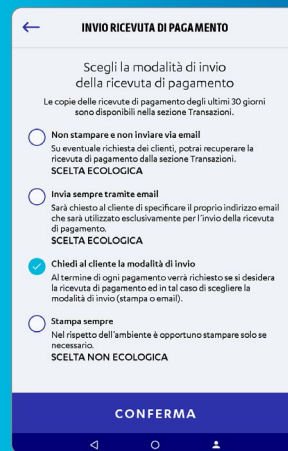 INVIO RICEVUTA DI PAGAMENTO
Scegli la modalità di invio
della ricevuta di pagamento
Le copie delle ricevute di pagamento degli ultimi 30 giorni
sono disponibili nella sezione Transazioni.
Non stampare e non inviare via email
Su eventuale richiesta dei clienti, potrai recuperare la
ricevuta di pagamento dalla sezione Transazioni.
SCELTA ECOLOGICA
Invia sempre tramite email
Sarà chiesto al cliente di specificare il proprio indirizzo email
che sarà utilizzato esclusivamente per l'invio della ricevuta
di pagamento.
SCELTA ECOLOGICA
Chiedi al cliente la modalità di invio
Al termine di ogni pagamento verrà richiesto se si desidera
la ricevuta di pagamento ed in tal caso di scegliere la
modalità di invio (stampa o email).
Stampa sempre
Nel rispetto dell'ambiente è opportuno stampare solo se
necessario.
SCELTA NON ECOLOGICA
CONFERMA